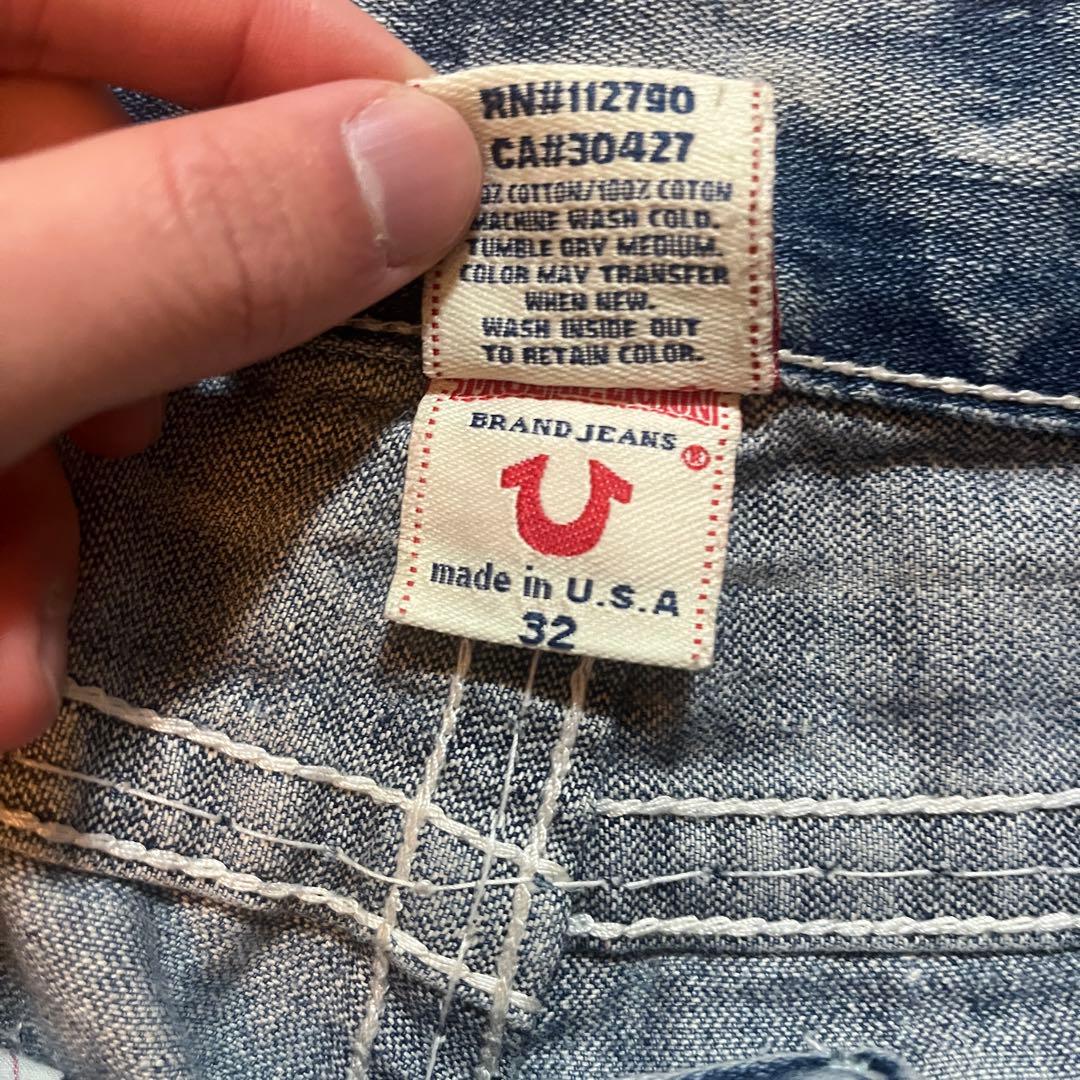 RN#112790
CA#30427
0% COTTON/100% COTON
MACHINE WASH COLD.
TUMBLE DRY MEDIUM.
COLOR MAY TRANSFER
WHEN NEW.
WASH INSIDE OUT
TO RETAIN COLOR.
BRAND JEANS
made in U.S.A
32